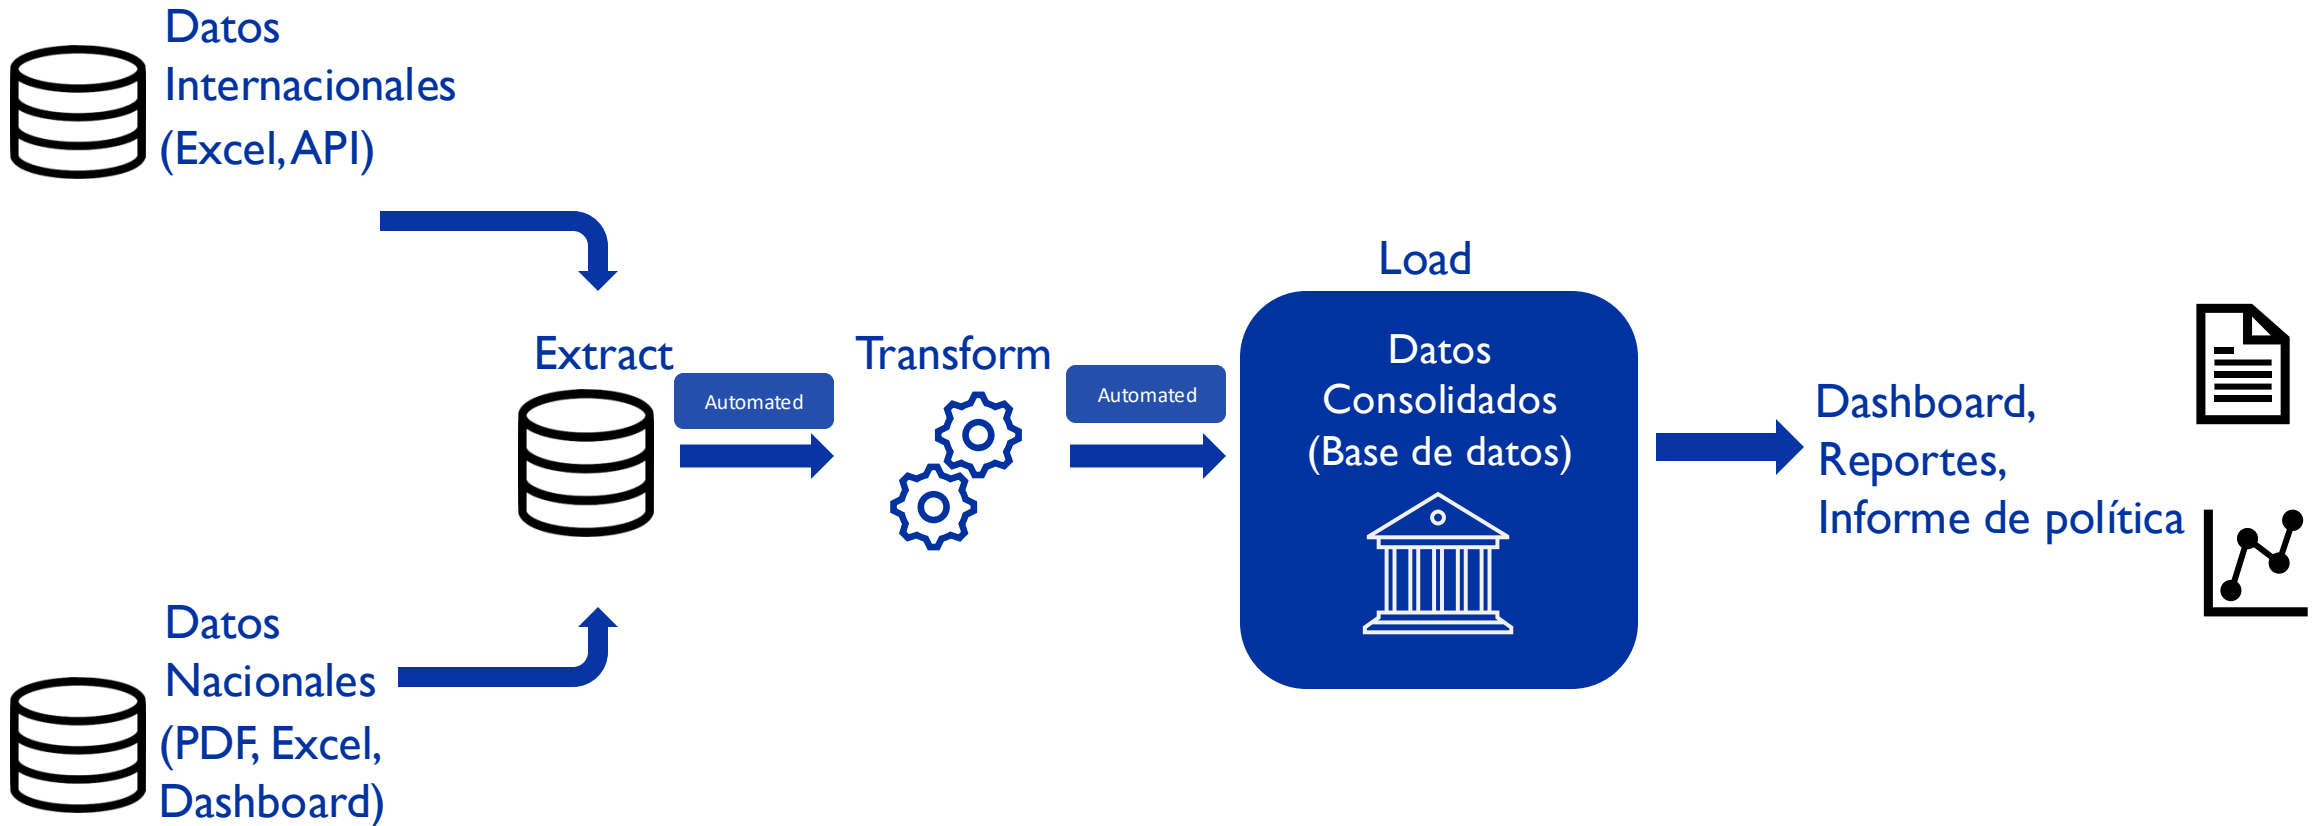 Datos
Internacionales
(Excel, API)
Extract
Automated
Transform
Automated
Load
Datos
Consolidados
(Base de datos)
Dashboard,
Reportes,
Informe de política
Datos
Nacionales
(PDF, Excel,
Dashboard)